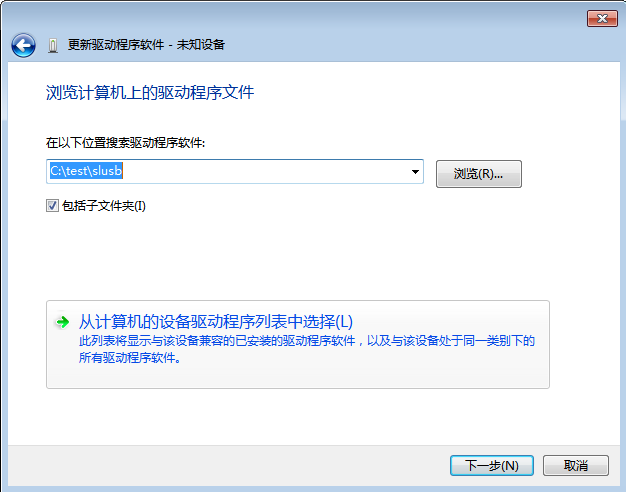 更新驱动程序软件 - 未知设备
浏览计算机上的驱动程序文件
在以下位置搜索驱动程序软件:
C:\test\slusb
浏览(R)...
包括子文件夹(I)
从计算机的设备驱动程序列表中选择(L)
此列表将显示与该设备兼容的已安装的驱动程序软件，以及与该设备处于同一类别下的
所有驱动程序软件。
下一步(N)
取消